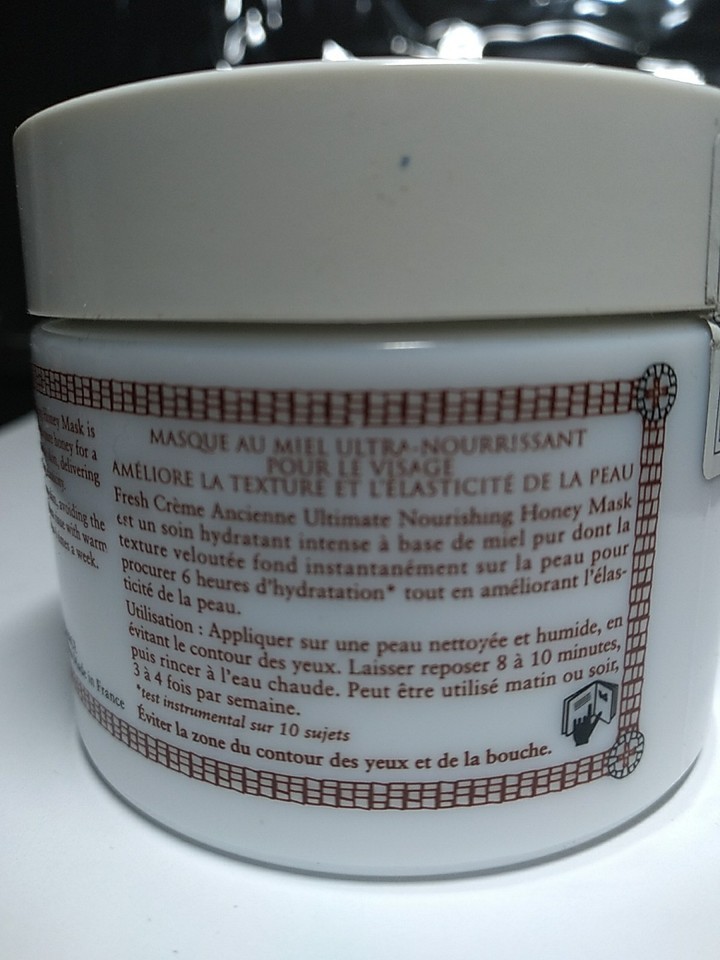 Honey Mask is
honey for a
delivering
avoiding the
with warm
a week.
Made in France
MASQUE AU MIEL ULTRA-NOURRISSANT
POUR LE VISAGE
AMÉLIORE LA TEXTURE ET L'ÉLASTICITÉ DE LA PEAU
Fresh Crème Ancienne Ultimate Nourishing Honey Mask
est un soin hydratant intense à base de miel pur dont la
texture veloutée fond instantanément sur la peau pour
procurer 6 heures d'hydratation* tout en améliorant l'élas-
ticité de la peau.
Utilisation : Appliquer sur une peau nettoyée et humide, en
évitant le contour des yeux. Laisser reposer 8 à 10 minutes,
puis rincer à l'eau chaude. Peut être utilisé matin ou soir,
3 à 4 fois par semaine.
*test instrumental sur 10 sujets
Éviter la zone du contour des yeux et de la bouche.